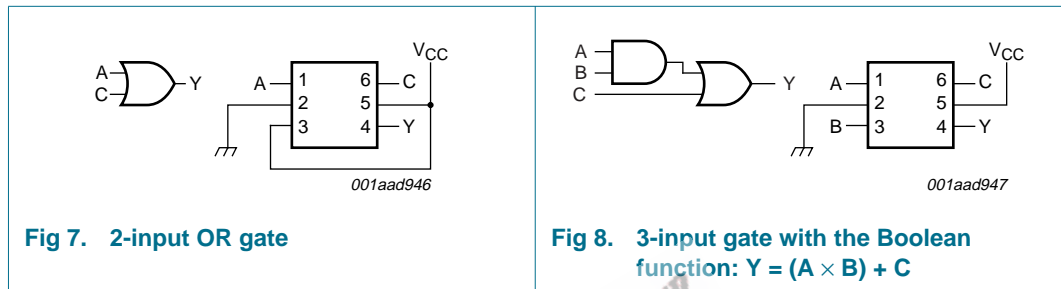 A
C
Y
VCC
A 1 6 C
2 5
3 4 Y
001aad946
Fig 7. 2-input OR gate
A
B
C
Y
VCC
A 1 6 C
2 5
B 3 4 Y
001aad947
Fig 8. 3-input gate with the Boolean
function: Y = (A × B) + C